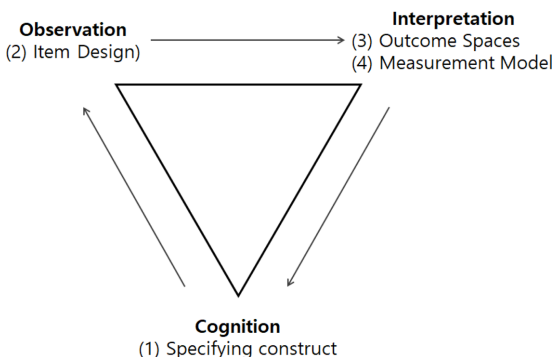 Observation
(2) Item Design)
Interpretation
(3) Outcome Spaces
(4) Measurement Model
Cognition
(1) Specifying construct